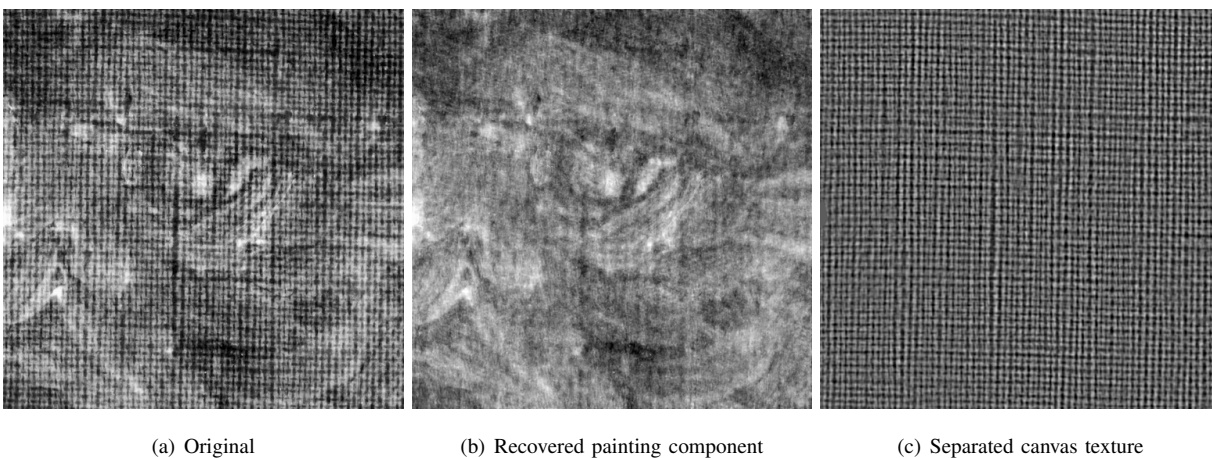 (a) Original
(b) Recovered painting component
(c) Separated canvas texture